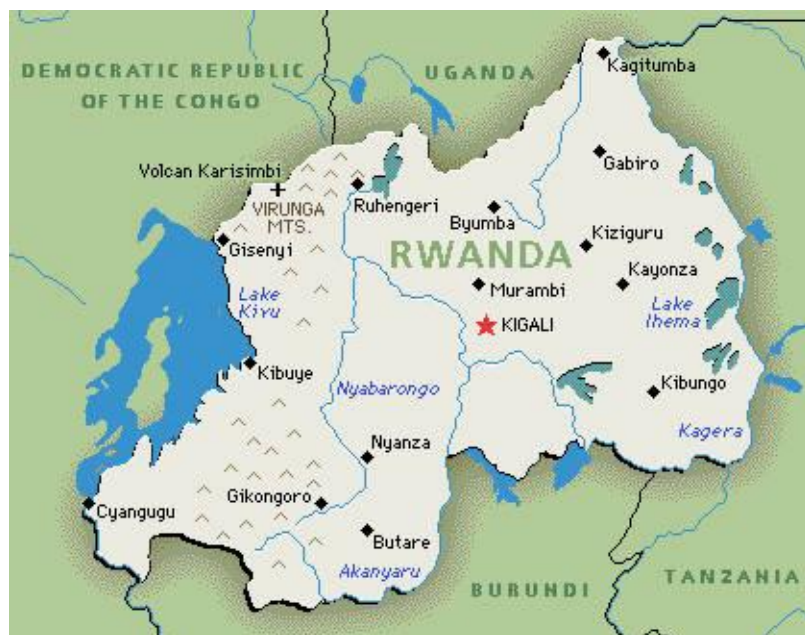 DEMOCRATIC REPUBLIC
OF THE CONGO
UGANDA
Kagitumba
Volcan Karisimbi
Gabiro
Ruhengeri
VIRUNGA
MTS.
Byumba
Gisenyi
Kiziguru
RWANDA
Kayonza
Lake
Kivu
Murambi
Lake
Ihema
KIGALI
Kibuye
Nyabarongo
Kibungo
Kagera
Nyanza
Cyangugu
Gikongoro
Butare
Akanyaru
BURUNDI
TANZANIA